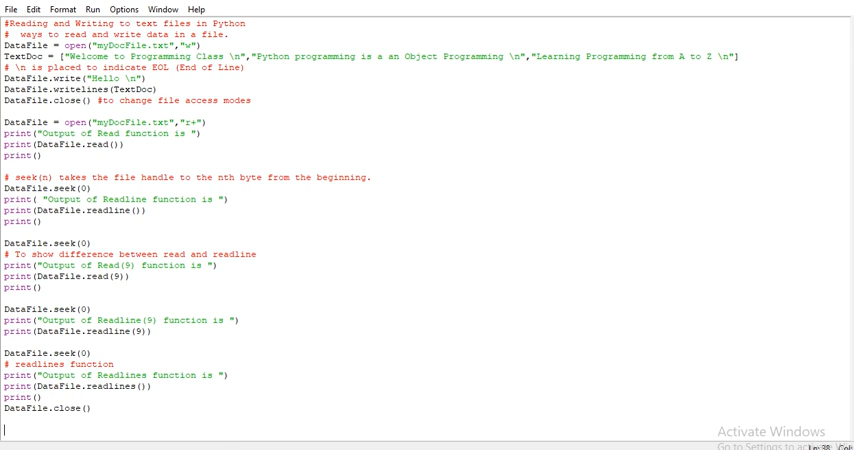 File Edit Format Run Options Window Help
#Reading and Writing to text files in Python
#  ways to read and write data in a file.
DataFile = open("myDocFile.txt","w")
TextDoc = ["Welcome to Programming Class \n","Python programming is a an Object Programming \n","Learning Programming from A to Z \n"]
# \n is placed to indicate EOL (End of Line)
DataFile.write("Hello \n")
DataFile.writelines(TextDoc)
DataFile.close() #to change file access modes
DataFile = open("myDocFile.txt","r+")
print("Output of Read function is ")
print(DataFile.read())
print()
# seek(n) takes the file handle to the nth byte from the beginning.
DataFile.seek(0)
print( "Output of Readline function is ")
print(DataFile.readline())
print()
DataFile.seek(0)
# To show difference between read and readline
print("Output of Read(9) function is ")
print(DataFile.read(9))
print()
DataFile.seek(0)
print("Output of Readline(9) function is ")
print(DataFile.readline(9))
DataFile.seek(0)
# readlines function
print("Output of Readlines function is ")
print(DataFile.readlines())
print()
DataFile.close()
Activate Windows
Go to Settings to
Ln: 38 Col: